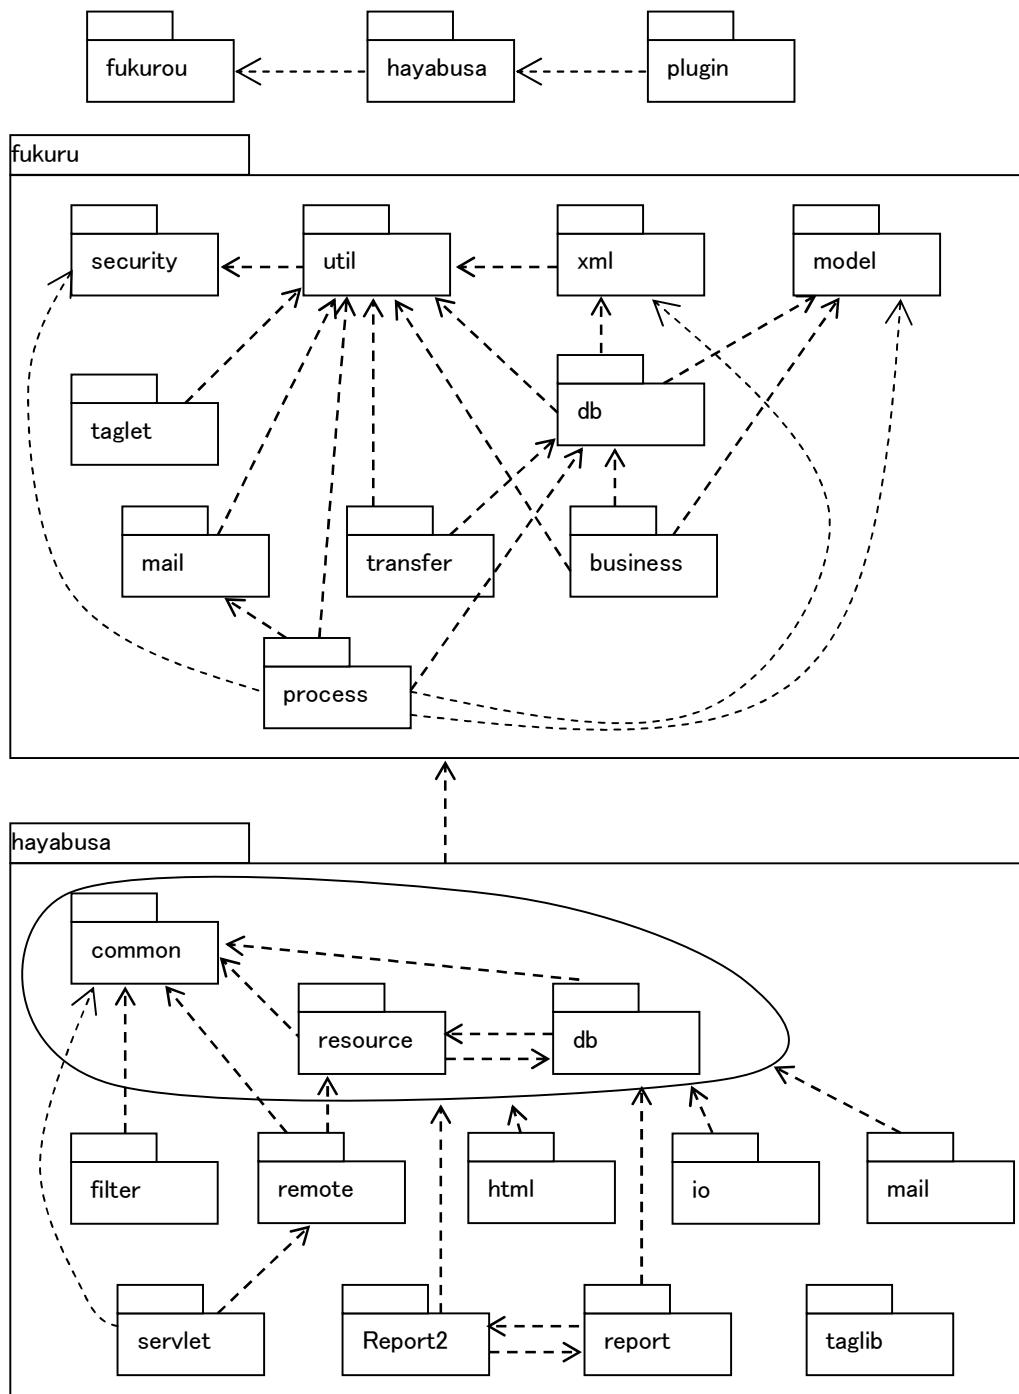 fukurou
hayabusa
plugin
fukuru
security
util
xml
model
db
taglet
mail
transfer
business
process
hayabusa
common
resource
db
filter
remote
html
io
mail
servlet
Report2
report
taglib